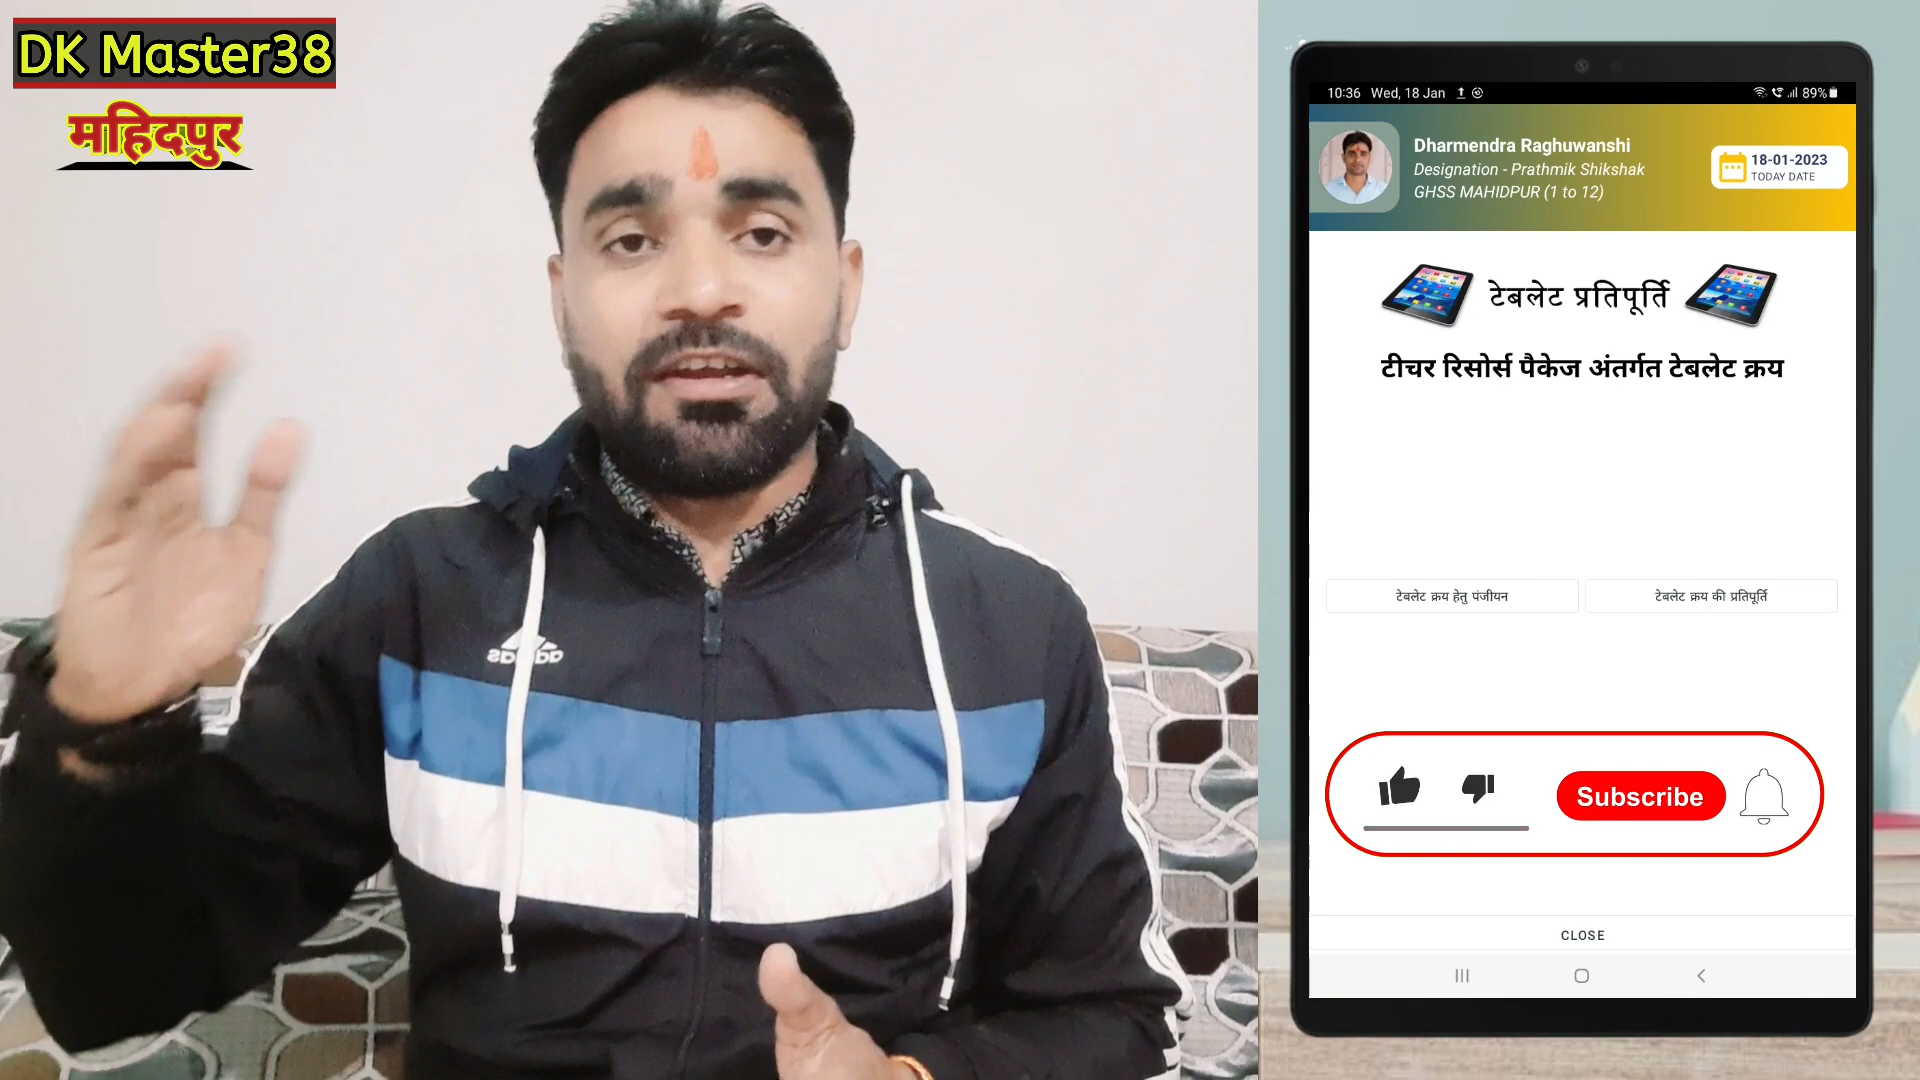 DK Master38
महिदपुर
adidas
10:36 Wed, 18 Jan
89%
Dharmendra Raghuwanshi
Designation - Prathmik Shikshak
GHSS MAHIDPUR (1 to 12)
18-01-2023
TODAY DATE
टेबलेट प्रतिपूर्ति
टीचर रिसोर्स पैकेज अंतर्गत टेबलेट क्रय
टेबलेट क्रय हेतु पंजीयन
टेबलेट क्रय की प्रतिपूर्ति
Subscribe
CLOSE